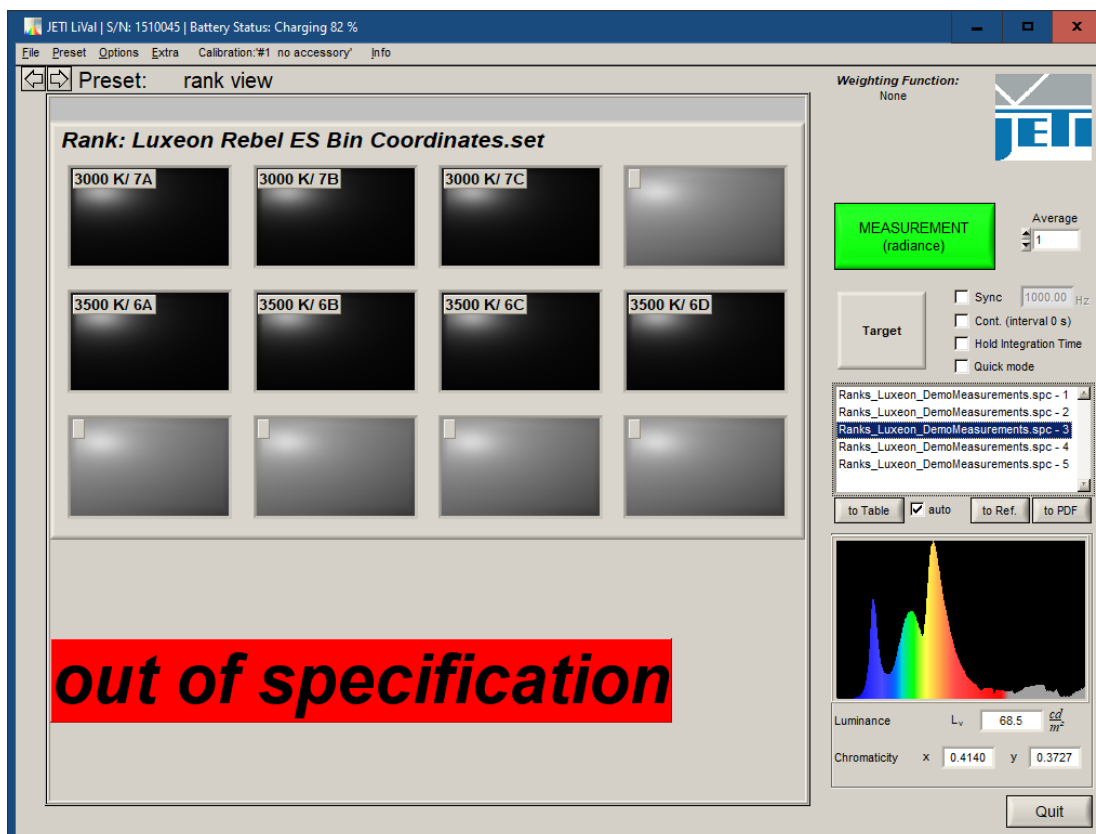 JETI LiVal | S/N: 1510045 | Battery Status: Charging 82 %
File Preset Options Extra Calibration:'#1 no accessory' Info
Preset: rank view
Rank: Luxeon Rebel ES Bin Coordinates.set
3000 K/ 7A 3000 K/ 7B 3000 K/ 7C
3500 K/ 6A 3500 K/ 6B 3500 K/ 6C 3500 K/ 6D
out of specification
Weighting Function:
None
JETI
MEASUREMENT
(radiance)
Average
1
Target
Sync 1000.00 Hz
Cont. (interval 0 s)
Hold Integration Time
Quick mode
Ranks_Luxeon_DemoMeasurements.spc - 1
Ranks_Luxeon_DemoMeasurements.spc - 2
Ranks_Luxeon_DemoMeasurements.spc - 3
Ranks_Luxeon_DemoMeasurements.spc - 4
Ranks_Luxeon_DemoMeasurements.spc - 5
to Table auto to Ref. to PDF
Luminance Lv 68.5 cd/m²
Chromaticity x 0.4140 y 0.3727
Quit